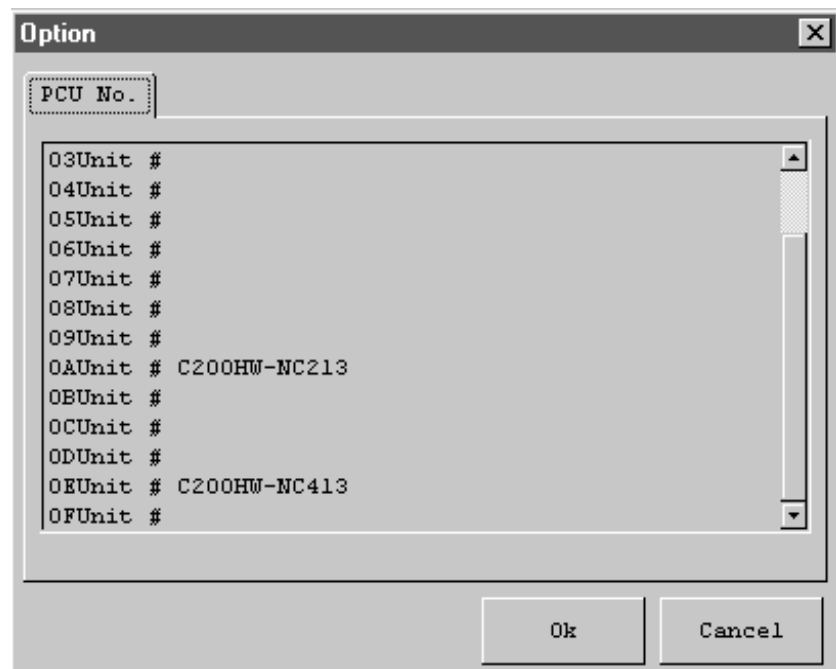 Option
PCU No.
03Unit #
04Unit #
05Unit #
06Unit #
07Unit #
08Unit #
09Unit #
0AUnit # C200HW-NC213
0BUnit #
0CUnit #
0DUnit #
0EUnit # C200HW-NC413
0FUnit #
Ok
Cancel